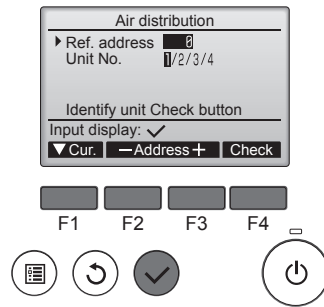 Air distribution
Ref. address 0
Unit No. 1/2/3/4
Identify unit Check button
Input display: ✓
▼ Cur. −Address+ Check
F1 F2 F3 F4